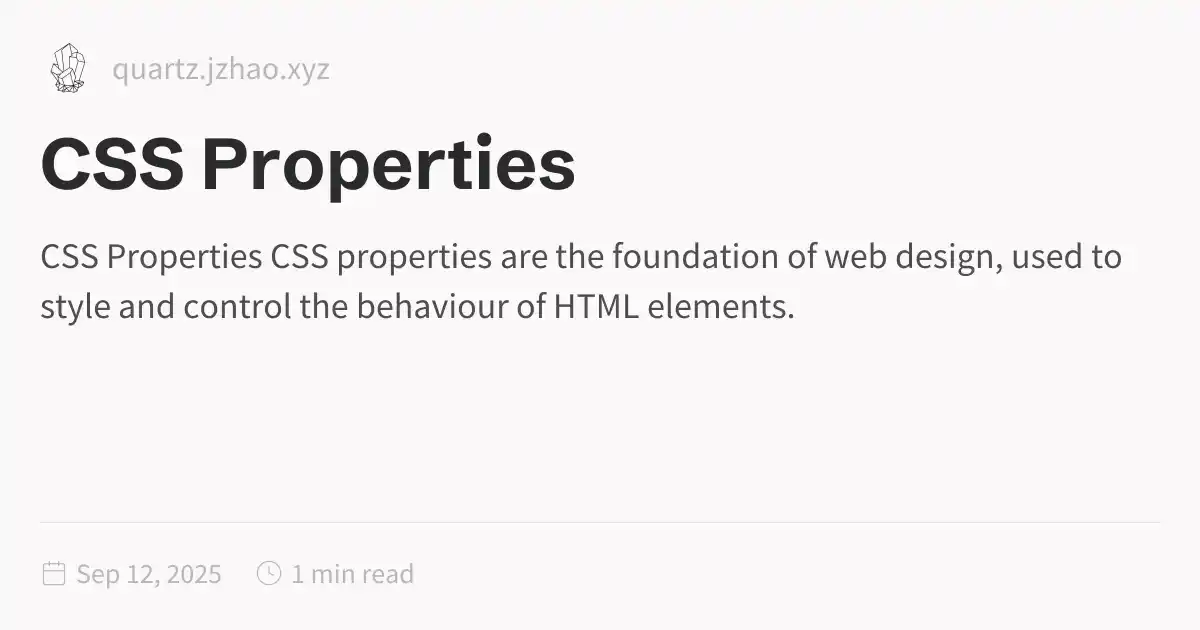 quartz.jzhao.xyz
CSS Properties
CSS Properties CSS properties are the foundation of web design, used to
style and control the behaviour of HTML elements.
Sep 12, 2025 1 min read